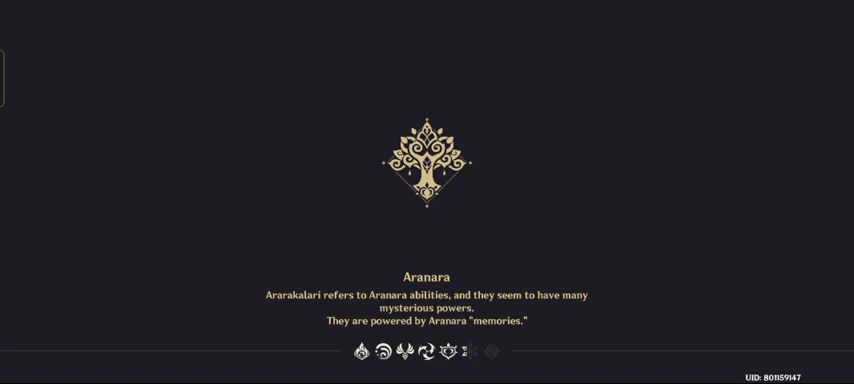 Aranara
Ararakalari refers to Aranara abilities, and they seem to have many
mysterious powers.
They are powered by Aranara "memories."
UID: 801159147